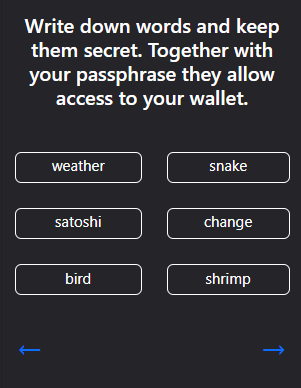 Write down words and keep
them secret. Together with
your passphrase they allow
access to your wallet.
weather snake
satoshi change
bird shrimp